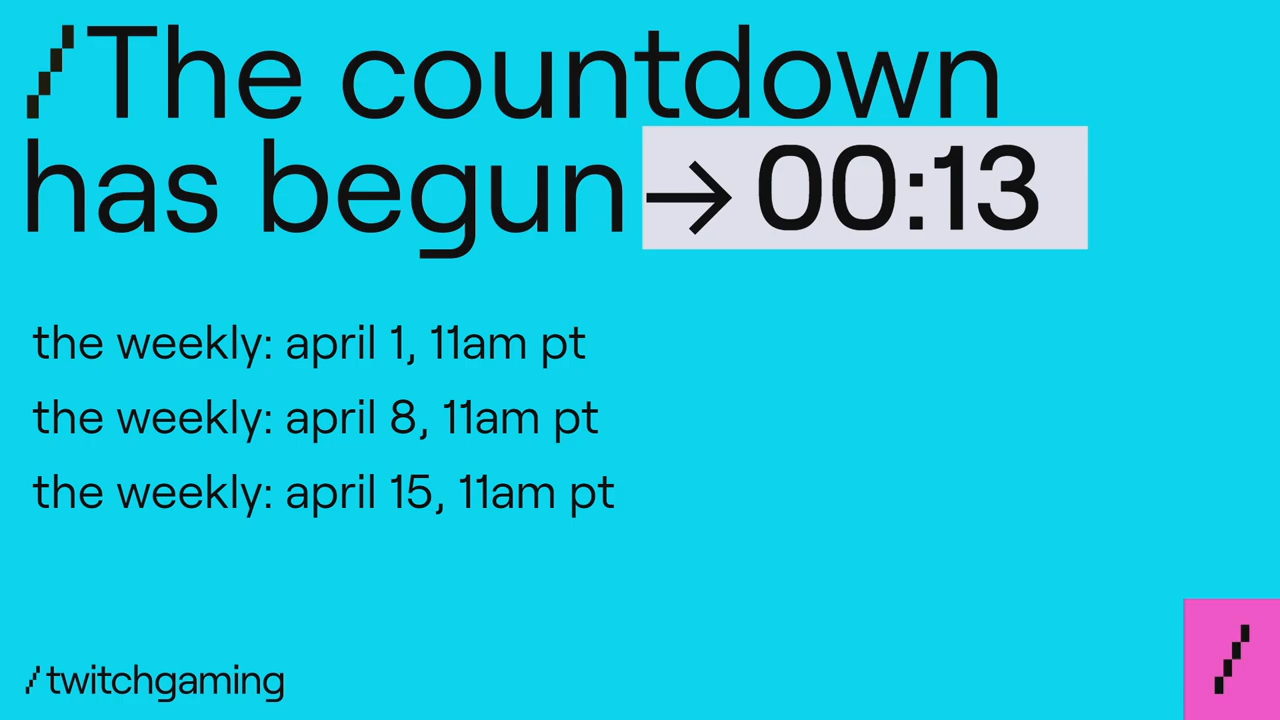 /The countdown
has begun → 00:13
the weekly: april 1, 11am pt
the weekly: april 8, 11am pt
the weekly: april 15, 11am pt
/twitchgaming
/